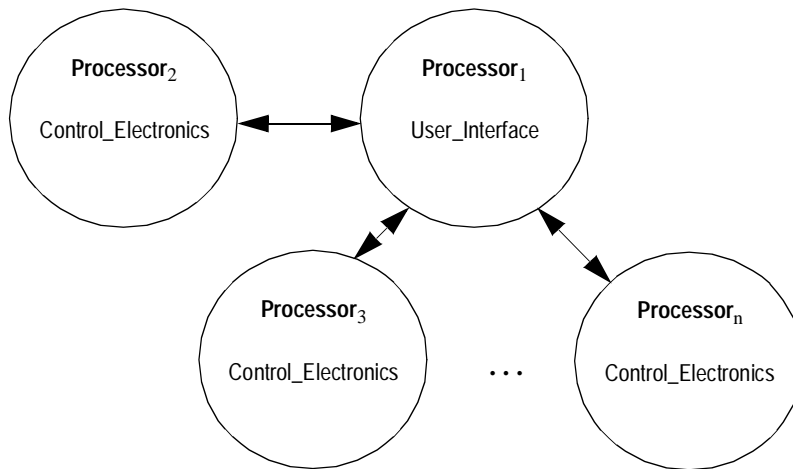 Processor2
Control_Electronics
Processor1
User_Interface
Processor3
Control_Electronics
...
Processorn
Control_Electronics